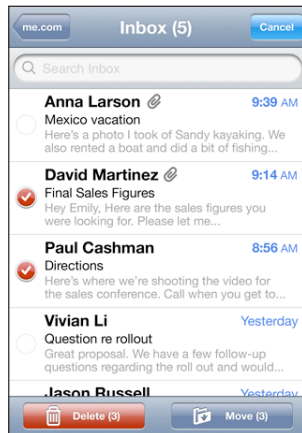 me.com
Inbox (5)
Cancel
Search Inbox
Anna Larson 9:39 AM
Mexico vacation
Here's a photo I took of Sandy kayaking. We
also rented a boat and did a bit of fishing...
David Martinez 9:14 AM
Final Sales Figures
Hey Emily, Here are the sales figures you
were looking for. Please let me...
Paul Cashman 8:56 AM
Directions
Here's where we're shooting the video for
the sales conference. Call when you get to...
Vivian Li Yesterday
Question re rollout
Great proposal. We have a few follow-up
questions regarding the roll out and would...
Jason Russell Yesterday
Delete (3)
Move (3)